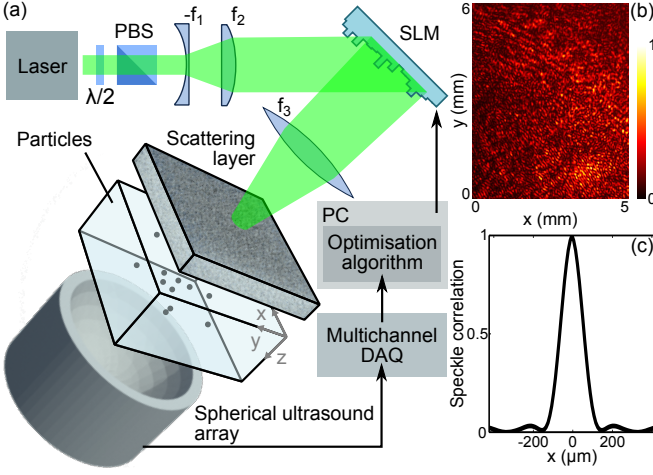 (a)
Laser
λ/2
PBS
-f₁
f₂
SLM
f₃
Particles
Scattering
layer
PC
Optimisation
algorithm
Multichannel
DAQ
x
y
z
Spherical ultrasound
array
(b)
6
y (mm)
0
0
x (mm)
5
1
0
(c)
Speckle correlation
1
0.5
0
-200
0
200
x (µm)